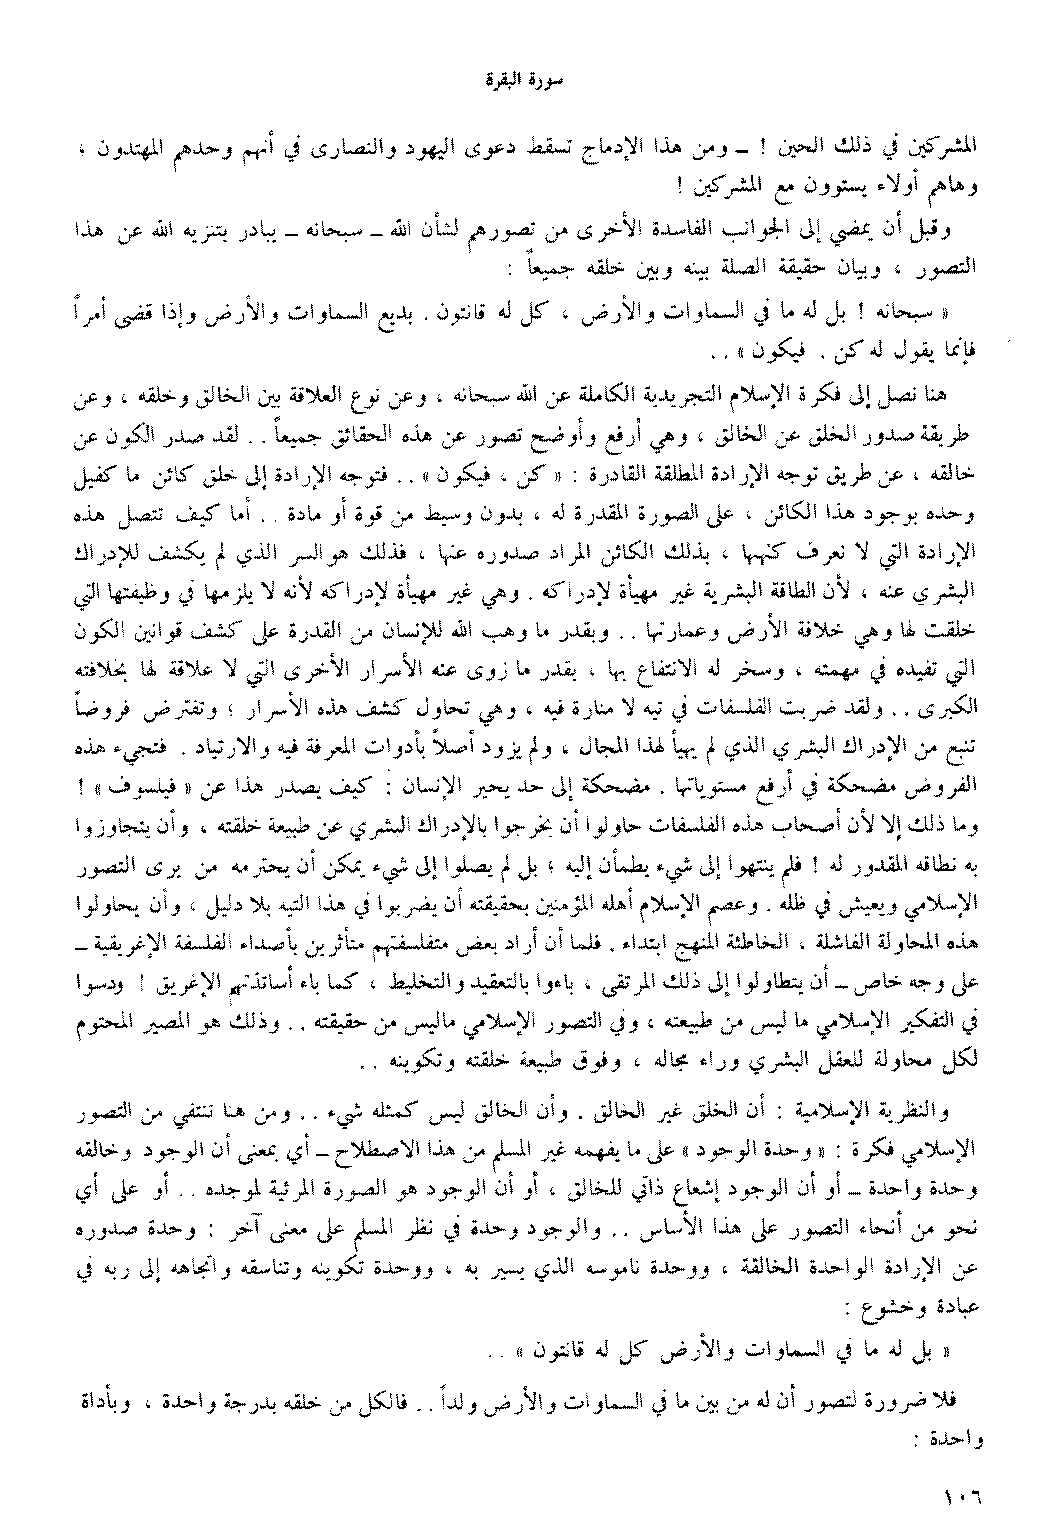 سورة البقرة
المشركين في ذلك الحين ! ــ ومن هذا الإدماج تسقط دعوى اليهود والنصارى في أنهم وحدهم المهتدون ؛
وهاهم أولاء يستوون مع المشركين !
وقبل أن يمضي إلى الجوانب الفاسدة الأخرى من تصورهم لشأن الله ــ سبحانه ــ يبادر بتنزيه الله عن هذا
التصور ، وبيان حقيقة الصلة بينه وبين خلقه جميعاً :
« سبحانه ! بل له ما في السماوات والأرض ، كل له قانتون . بديع السماوات والأرض وإذا قضى أمراً
فإنما يقول له كن . فيكون » ..
هنا نصل إلى فكرة الإسلام التجريدية الكاملة عن الله سبحانه ، وعن نوع العلاقة بين الخالق وخلقه ، وعن
طريقة صدور الخلق عن الخالق ، وهي أرفع وأوضح تصور عن هذه الحقائق جميعاً .. لقد صدر الكون عن
خالقه ، عن طريق توجه الإرادة المطلقة القادرة : « كن ، فيكون » .. فتوجه الإرادة إلى خلق كائن ما كفيل
وحده بوجود هذا الكائن ، على الصورة المقدرة له ، بدون وسيط من قوة أو مادة .. أما كيف تتصل هذه
الإرادة التي لا نعرف كنهها ، بذلك الكائن المراد صدوره عنها ، فذلك هو السر الذي لم يكشف للإدراك
البشري عنه ، لأن الطاقة البشرية غير مهيأة لإدراكه . وهي غير مهيأة لإدراكه لأنه لا يلزمها في وظيفتها التي
خلقت لها وهي خلافة الأرض وعمارتها .. وبقدر ما وهب الله للإنسان من القدرة على كشف قوانين الكون
التي تفيده في مهمته ، وسخر له الانتفاع بها ، بقدر ما زوى عنه الأسرار الأخرى التي لا علاقة لها بخلافته
الكبرى .. ولقد ضربت الفلسفات في تيه لا منارة فيه ، وهي تحاول كشف هذه الأسرار ؛ وتفترض فروضاً
تنبع من الإدراك البشري الذي لم يهيأ لهذا المجال ، ولم يزود أصلاً بأدوات المعرفة فيه والارتياد . فتجيء هذه
الفروض مضحكة في أرفع مستوياتها . مضحكة إلى حد يحير الإنسان : كيف يصدر هذا عن « فيلسوف » !
وما ذلك إلا لأن أصحاب هذه الفلسفات حاولوا أن يخرجوا بالإدراك البشري عن طبيعة خلقته ، وأن يتجاوزوا
به نطاقه المقدور له ! فلم ينتهوا إلى شيء يطمأن إليه ؛ بل لم يصلوا إلى شيء يمكن أن يحترمه من يرى التصور
الإسلامي ويعيش في ظله . وعصم الإسلام أهله المؤمنين بحقيقته أن يضربوا في هذا التيه بلا دليل ، وأن يحاولوا
هذه المحاولة الفاشلة ، الخاطئة المنهج ابتداء . فلما أن أراد بعض متفلسفتهم متأثرين بأصداء الفلسفة الإغريقية ــ
على وجه خاص ــ أن يتطاولوا إلى ذلك المرتقى ، باءوا بالتعقيد والتخليط ، كما باء أساتذتهم الإغريق ! ودسوا
في التفكير الإسلامي ما ليس من طبيعته ، وفي التصور الإسلامي ماليس من حقيقته .. وذلك هو المصير المحتوم
لكل محاولة للعقل البشري وراء مجاله ، وفوق طبيعة خلقته وتكوينه ..
والنظرية الإسلامية : أن الخلق غير الخالق . وأن الخالق ليس كمثله شيء .. ومن هنا تنتفي من التصور
الإسلامي فكرة : « وحدة الوجود » على ما يفهمه غير المسلم من هذا الاصطلاح ــ أي بمعنى أن الوجود وخالقه
وحدة واحدة ــ أو أن الوجود إشعاع ذاتي للخالق ، أو أن الوجود هو الصورة المرئية لموجده .. أو على أي
نحو من أنحاء التصور على هذا الأساس .. والوجود وحدة في نظر المسلم على معنى آخر : وحدة صدوره
عن الإرادة الواحدة الخالقة ، ووحدة ناموسه الذي يسير به ، ووحدة تكوينه وتناسقه واتجاهه إلى ربه في
عبادة وخشوع :
« بل له ما في السماوات والأرض كل له قانتون » ..
فلا ضرورة لتصور أن له من بين ما في السماوات والأرض ولداً .. فالكل من خلقه بدرجة واحدة ، وبأداة
واحدة :
١٠٦